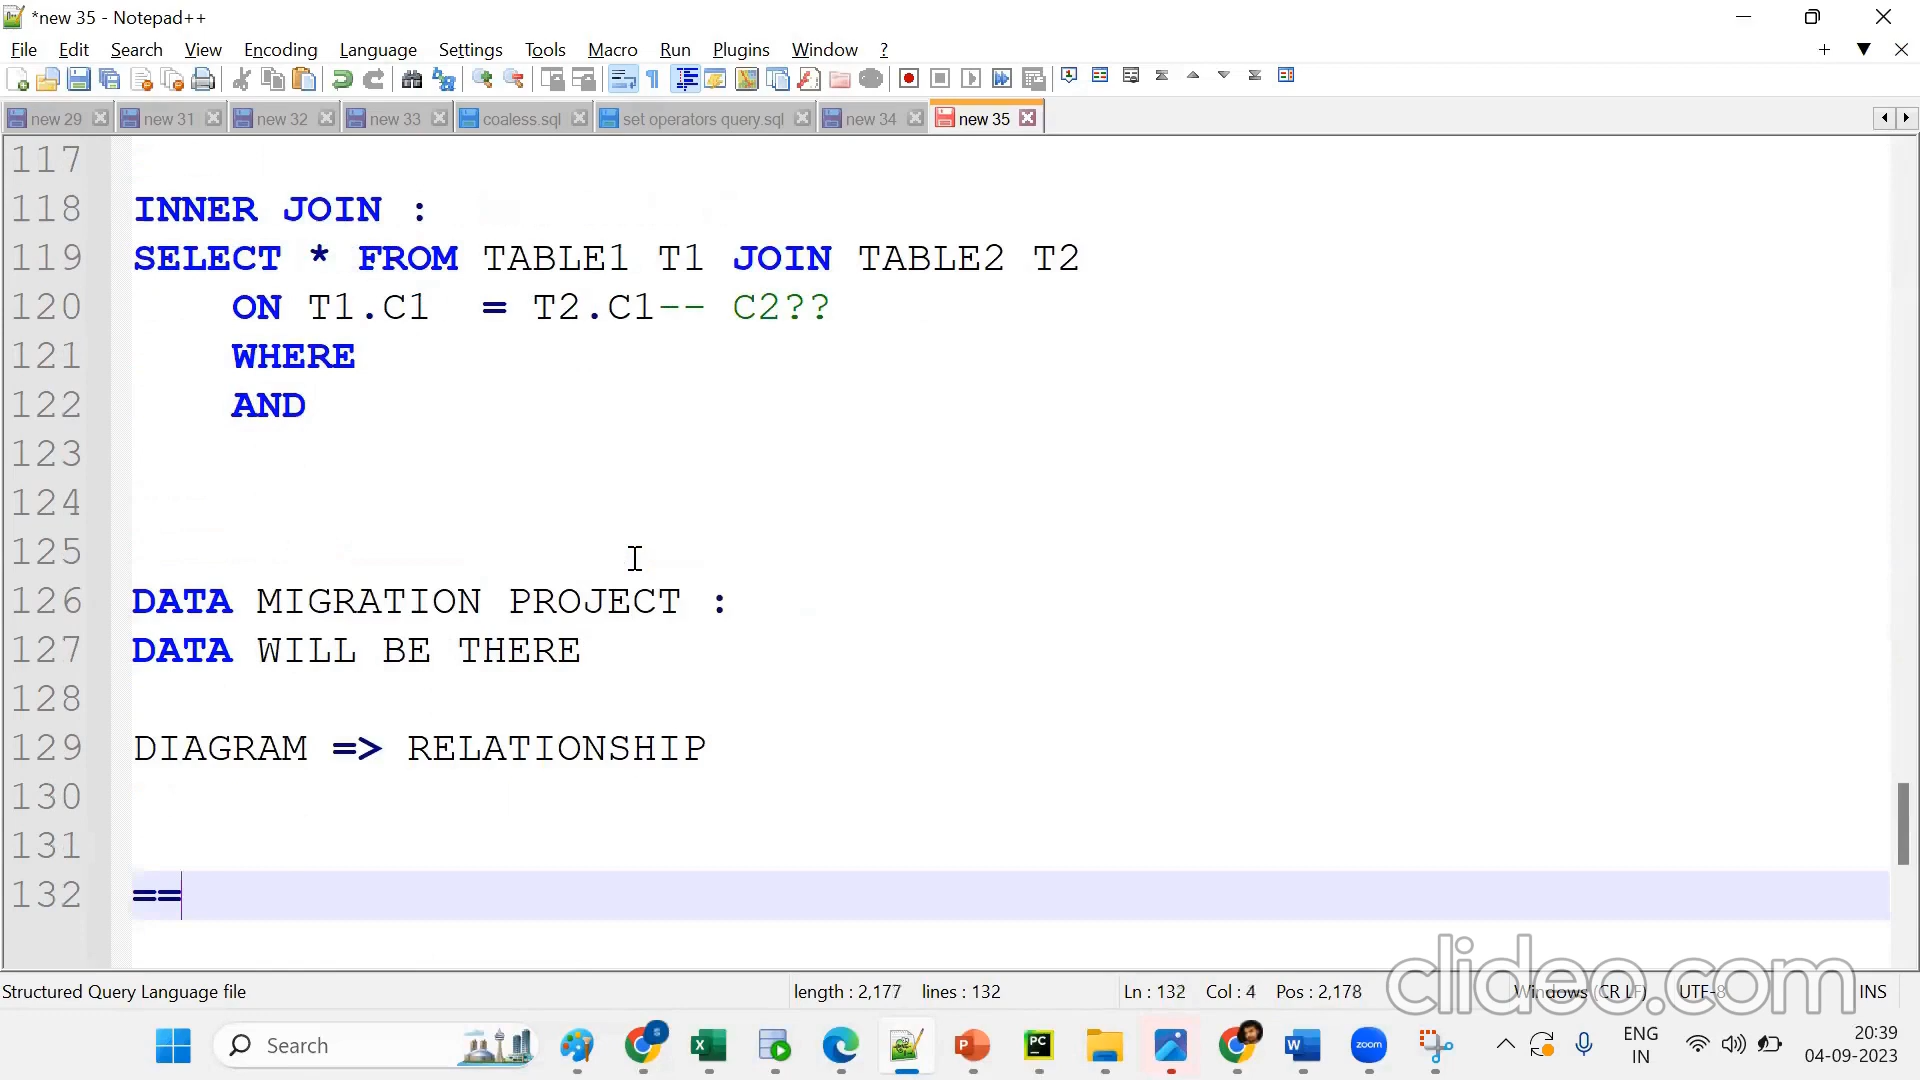 *new 35 - Notepad++
File Edit Search View Encoding Language Settings Tools Macro Run Plugins Window ?
new 29 new 31 new 32 new 33 coaless.sql set operators query.sql new 34 new 35
117
118 INNER JOIN :
119 SELECT * FROM TABLE1 T1 JOIN TABLE2 T2
120 ON T1.C1 = T2.C1-- C2??
121 WHERE
122 AND
123
124
125
126 DATA MIGRATION PROJECT :
127 DATA WILL BE THERE
128
129 DIAGRAM => RELATIONSHIP
130
131
132 ==
clideo.com
Structured Query Language file length : 2,177 lines : 132 Ln : 132 Col : 4 Pos : 2,178 Windows (CR LF) UTF-8 INS
Search zoom ENG 20:39
IN 04-09-2023